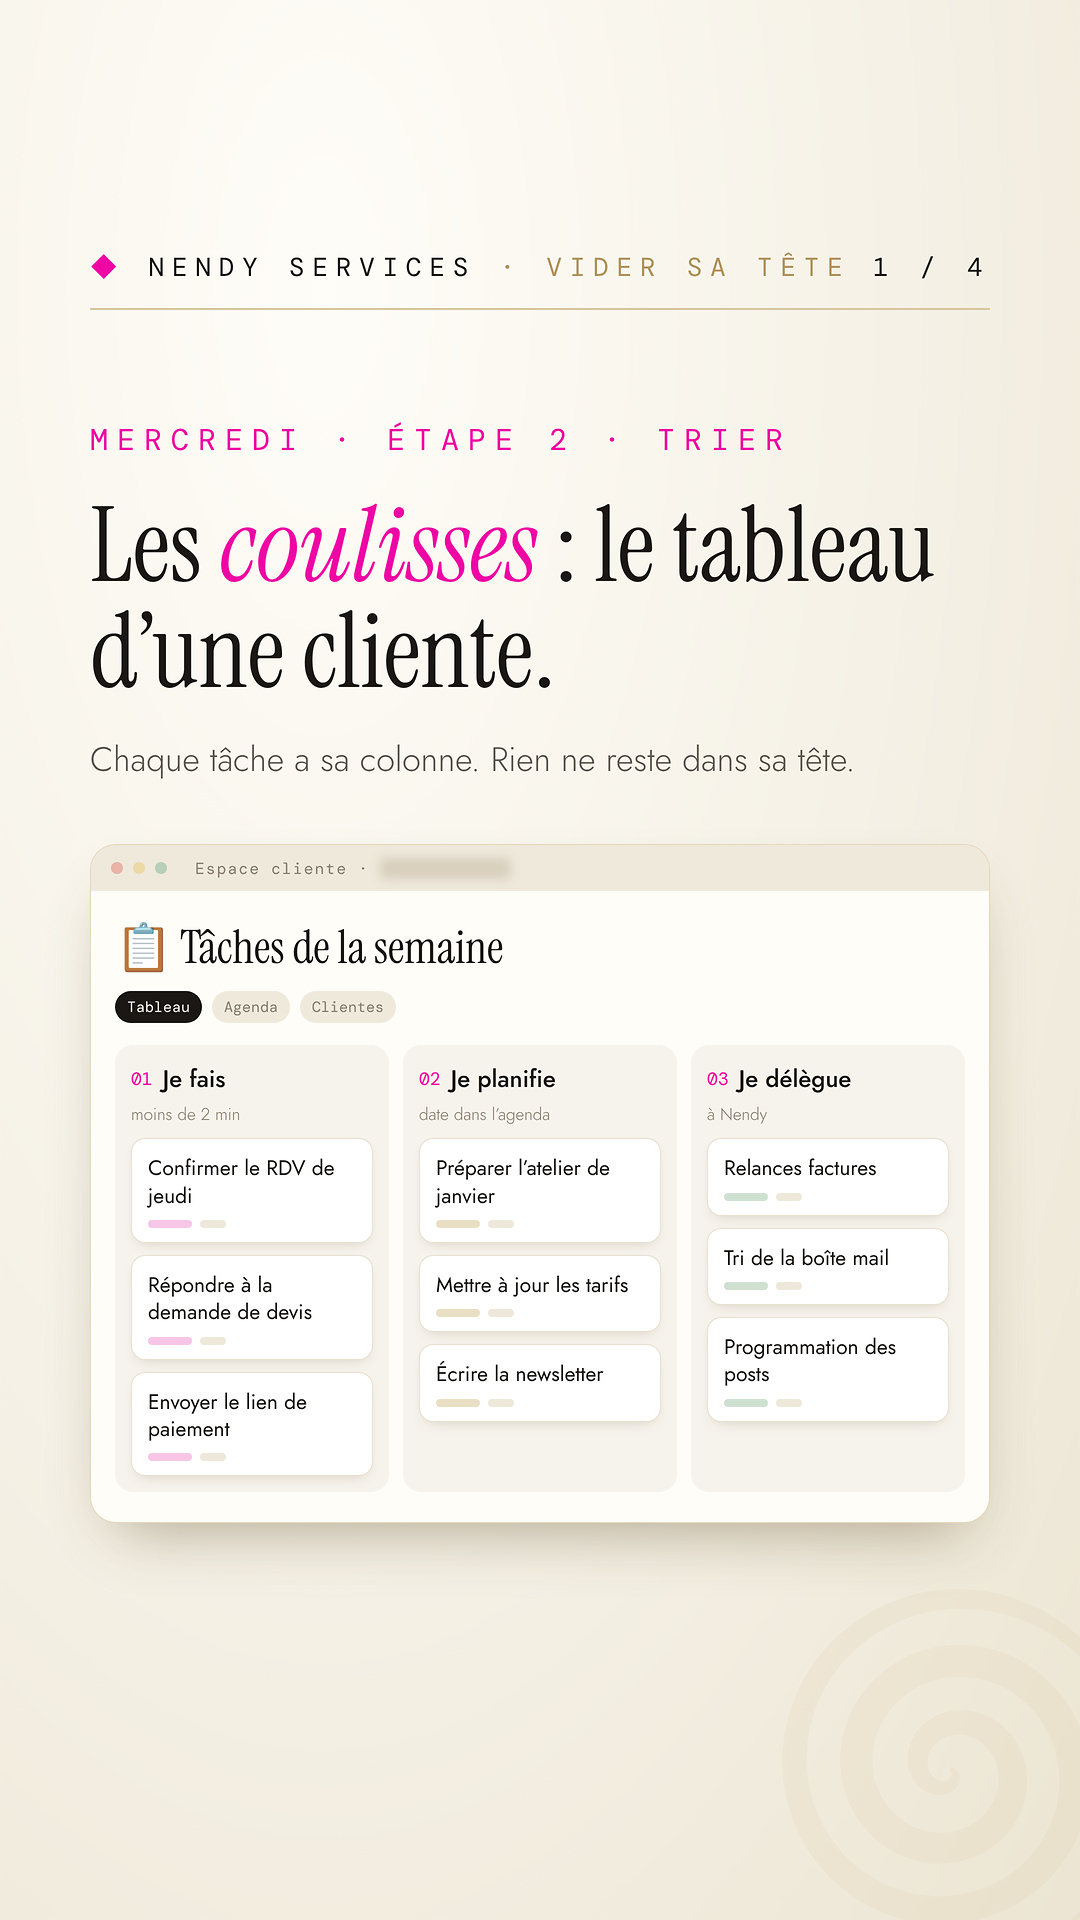 NENDY SERVICES · VIDER SA TÊTE 1 / 4
MERCREDI · ÉTAPE 2 · TRIER
Les coulisses : le tableau
d’une cliente.
Chaque tâche a sa colonne. Rien ne reste dans sa tête.
Espace cliente ·
Tâches de la semaine
Tableau
Agenda
Clientes
01 Je fais
moins de 2 min
Confirmer le RDV de
jeudi
Répondre à la
demande de devis
Envoyer le lien de
paiement
02 Je planifie
date dans l’agenda
Préparer l’atelier de
janvier
Mettre à jour les tarifs
Écrire la newsletter
03 Je délègue
à Nendy
Relances factures
Tri de la boîte mail
Programmation des
posts